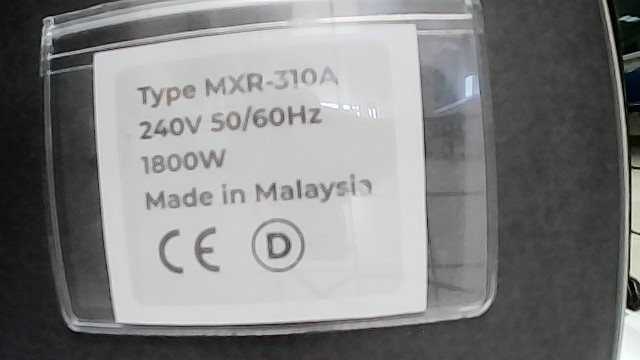 Type MXR-310A
240V 50/60Hz
1800W
Made in Malaysia
CE D